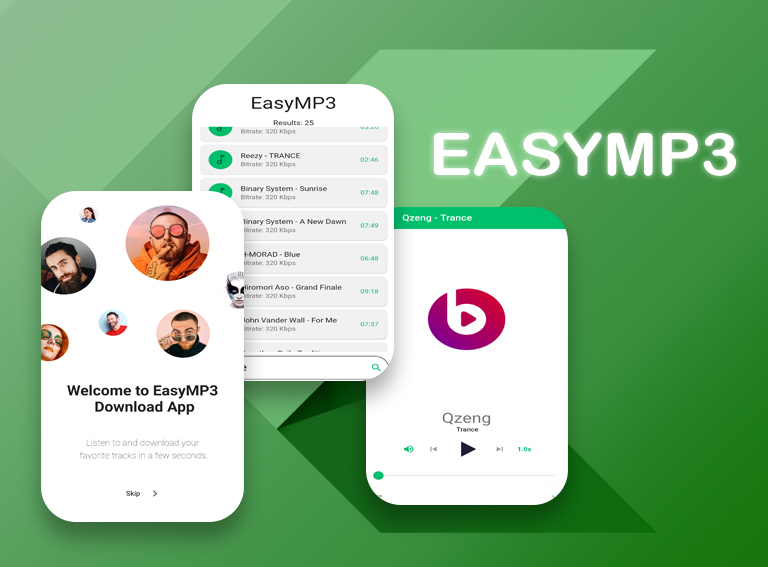 EASYMP3
EasyMP3
Results: 25
03:20
Bitrate: 320 Kbps
Reezy - TRANCE
Bitrate: 320 Kbps
02:46
Binary System - Sunrise
Bitrate: 320 Kbps
07:48
Binary System - A New Dawn
Bitrate: 320 Kbps
07:49
H-MORAD - Blue
Bitrate: 320 Kbps
06:48
Hiromori Aso - Grand Finale
Bitrate: 320 Kbps
09:18
John Vander Wall - For Me
Bitrate: 320 Kbps
07:37
Welcome to EasyMP3
Download App
Listen to and download your
favorite tracks in a few seconds.
Skip
Qzeng - Trance
b
Qzeng
Trance
1.0x